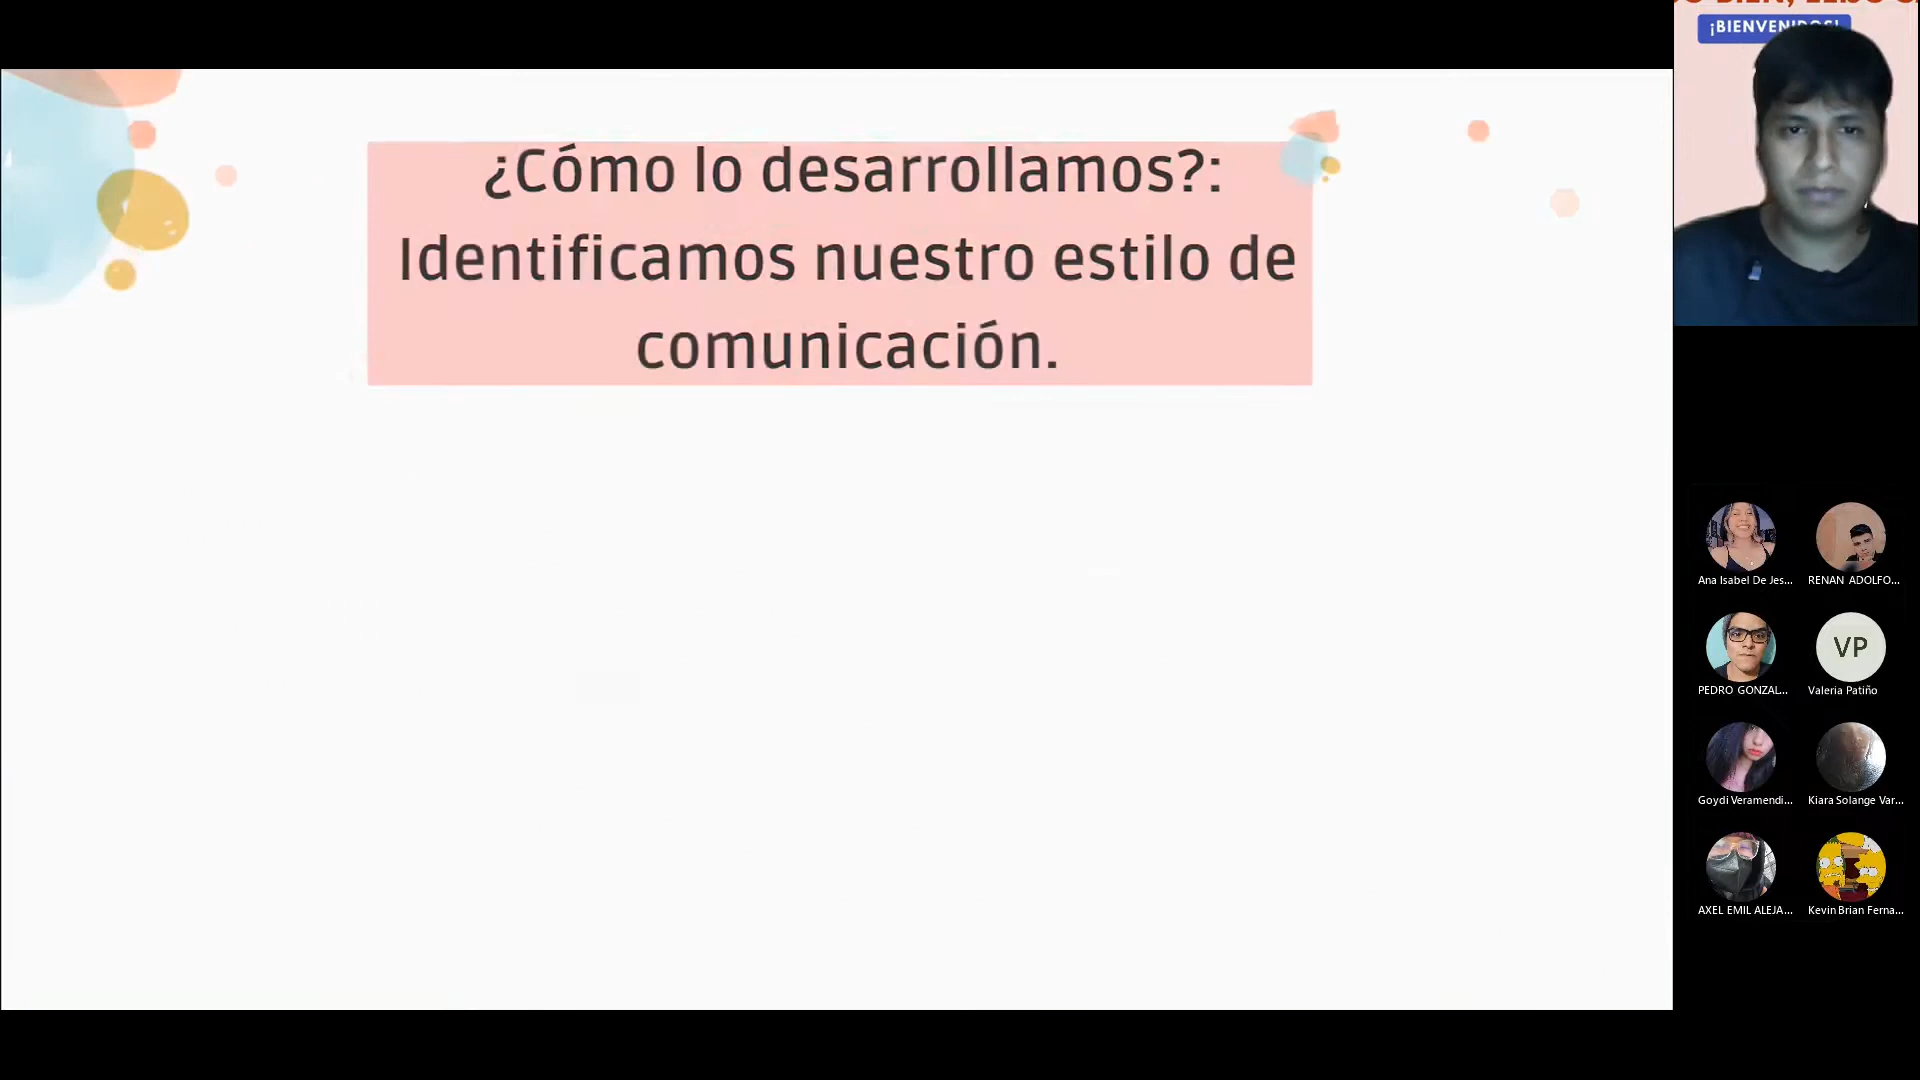 ¡BIENVENIDOS!
¿Cómo lo desarrollamos?:
Identificamos nuestro estilo de
comunicación.
Ana Isabel De Jes...
RENAN ADOLFO...
PEDRO GONZAL...
VP
Valeria Patiño
Goydi Veramendi...
Kiara Solange Var...
AXEL EMIL ALEJA...
Kevin Brian Ferna...